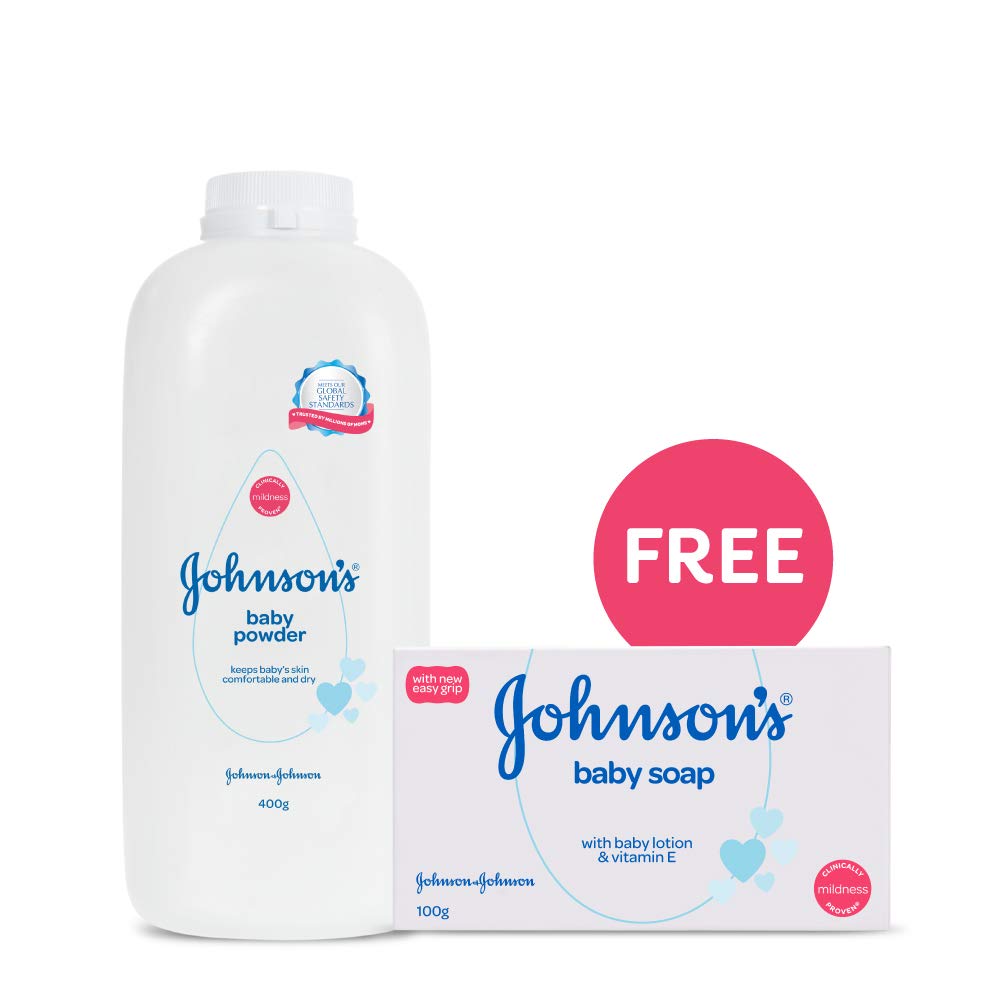 MEETS OUR
GLOBAL
SAFETY
STANDARDS
TRUSTED BY MILLIONS OF MOMS
CLINICALLY
mildness
PROVEN®
Johnson's®
baby
powder
keeps baby's skin
comfortable and dry
Johnson & Johnson
400g
FREE
with new
easy grip
Johnson's®
baby soap
with baby lotion
& vitamin E
Johnson & Johnson
100g
CLINICALLY
mildness
PROVEN®